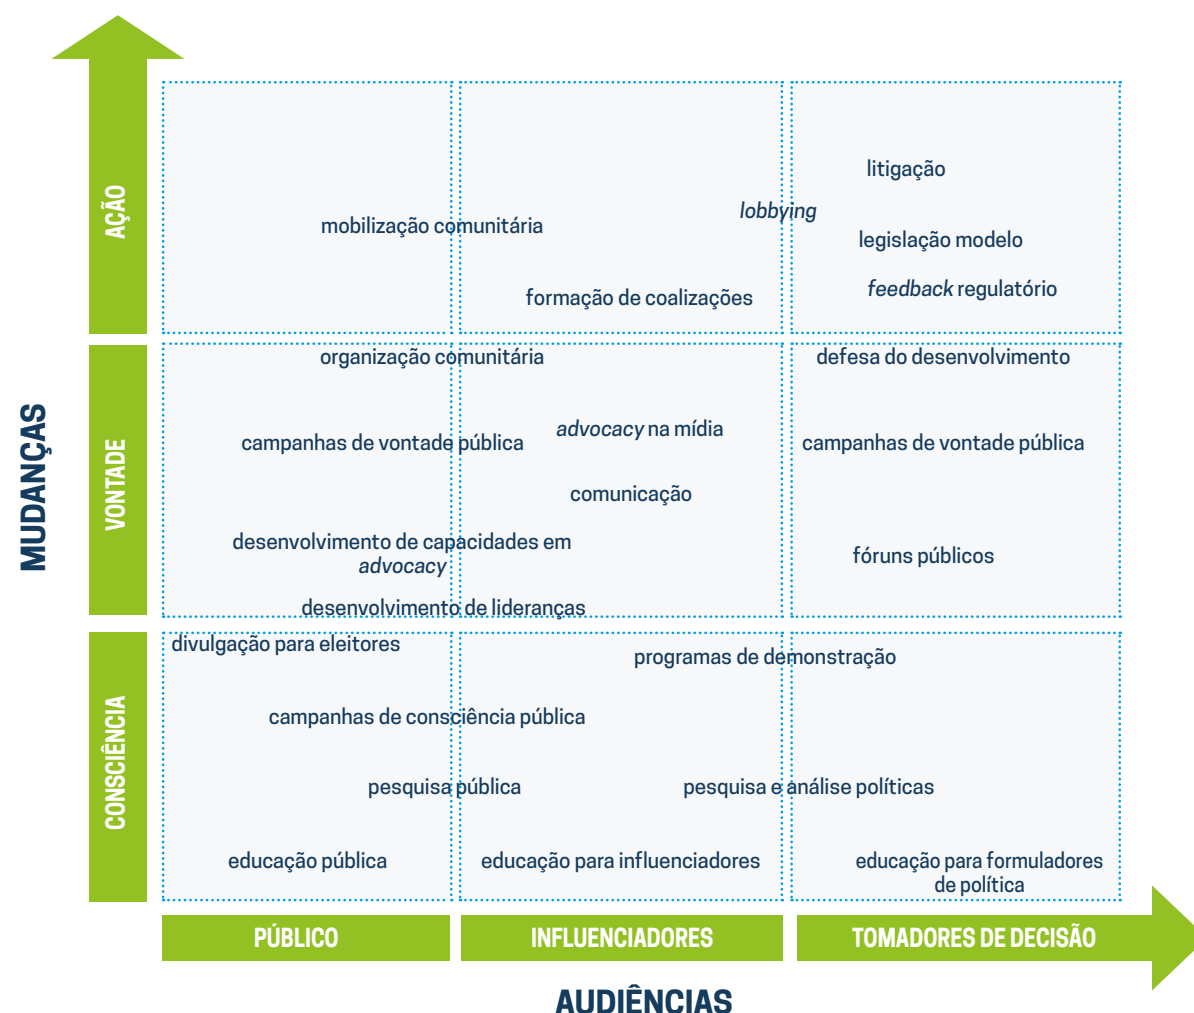 MUDANÇAS
AÇÃO
litigação
lobbying
mobilização comunitária
legislação modelo
feedback regulatório
formação de coalizações
VONTADE
organização comunitária
defesa do desenvolvimento
advocacy na mídia
campanhas de vontade pública
campanhas de vontade pública
comunicação
desenvolvimento de capacidades em
advocacy
fóruns públicos
desenvolvimento de lideranças
CONSCIÊNCIA
divulgação para eleitores
programas de demonstração
campanhas de consciência pública
pesquisa pública
pesquisa e análise políticas
educação pública
educação para influenciadores
educação para formuladores
de política
PÚBLICO
INFLUENCIADORES
TOMADORES DE DECISÃO
AUDIÊNCIAS